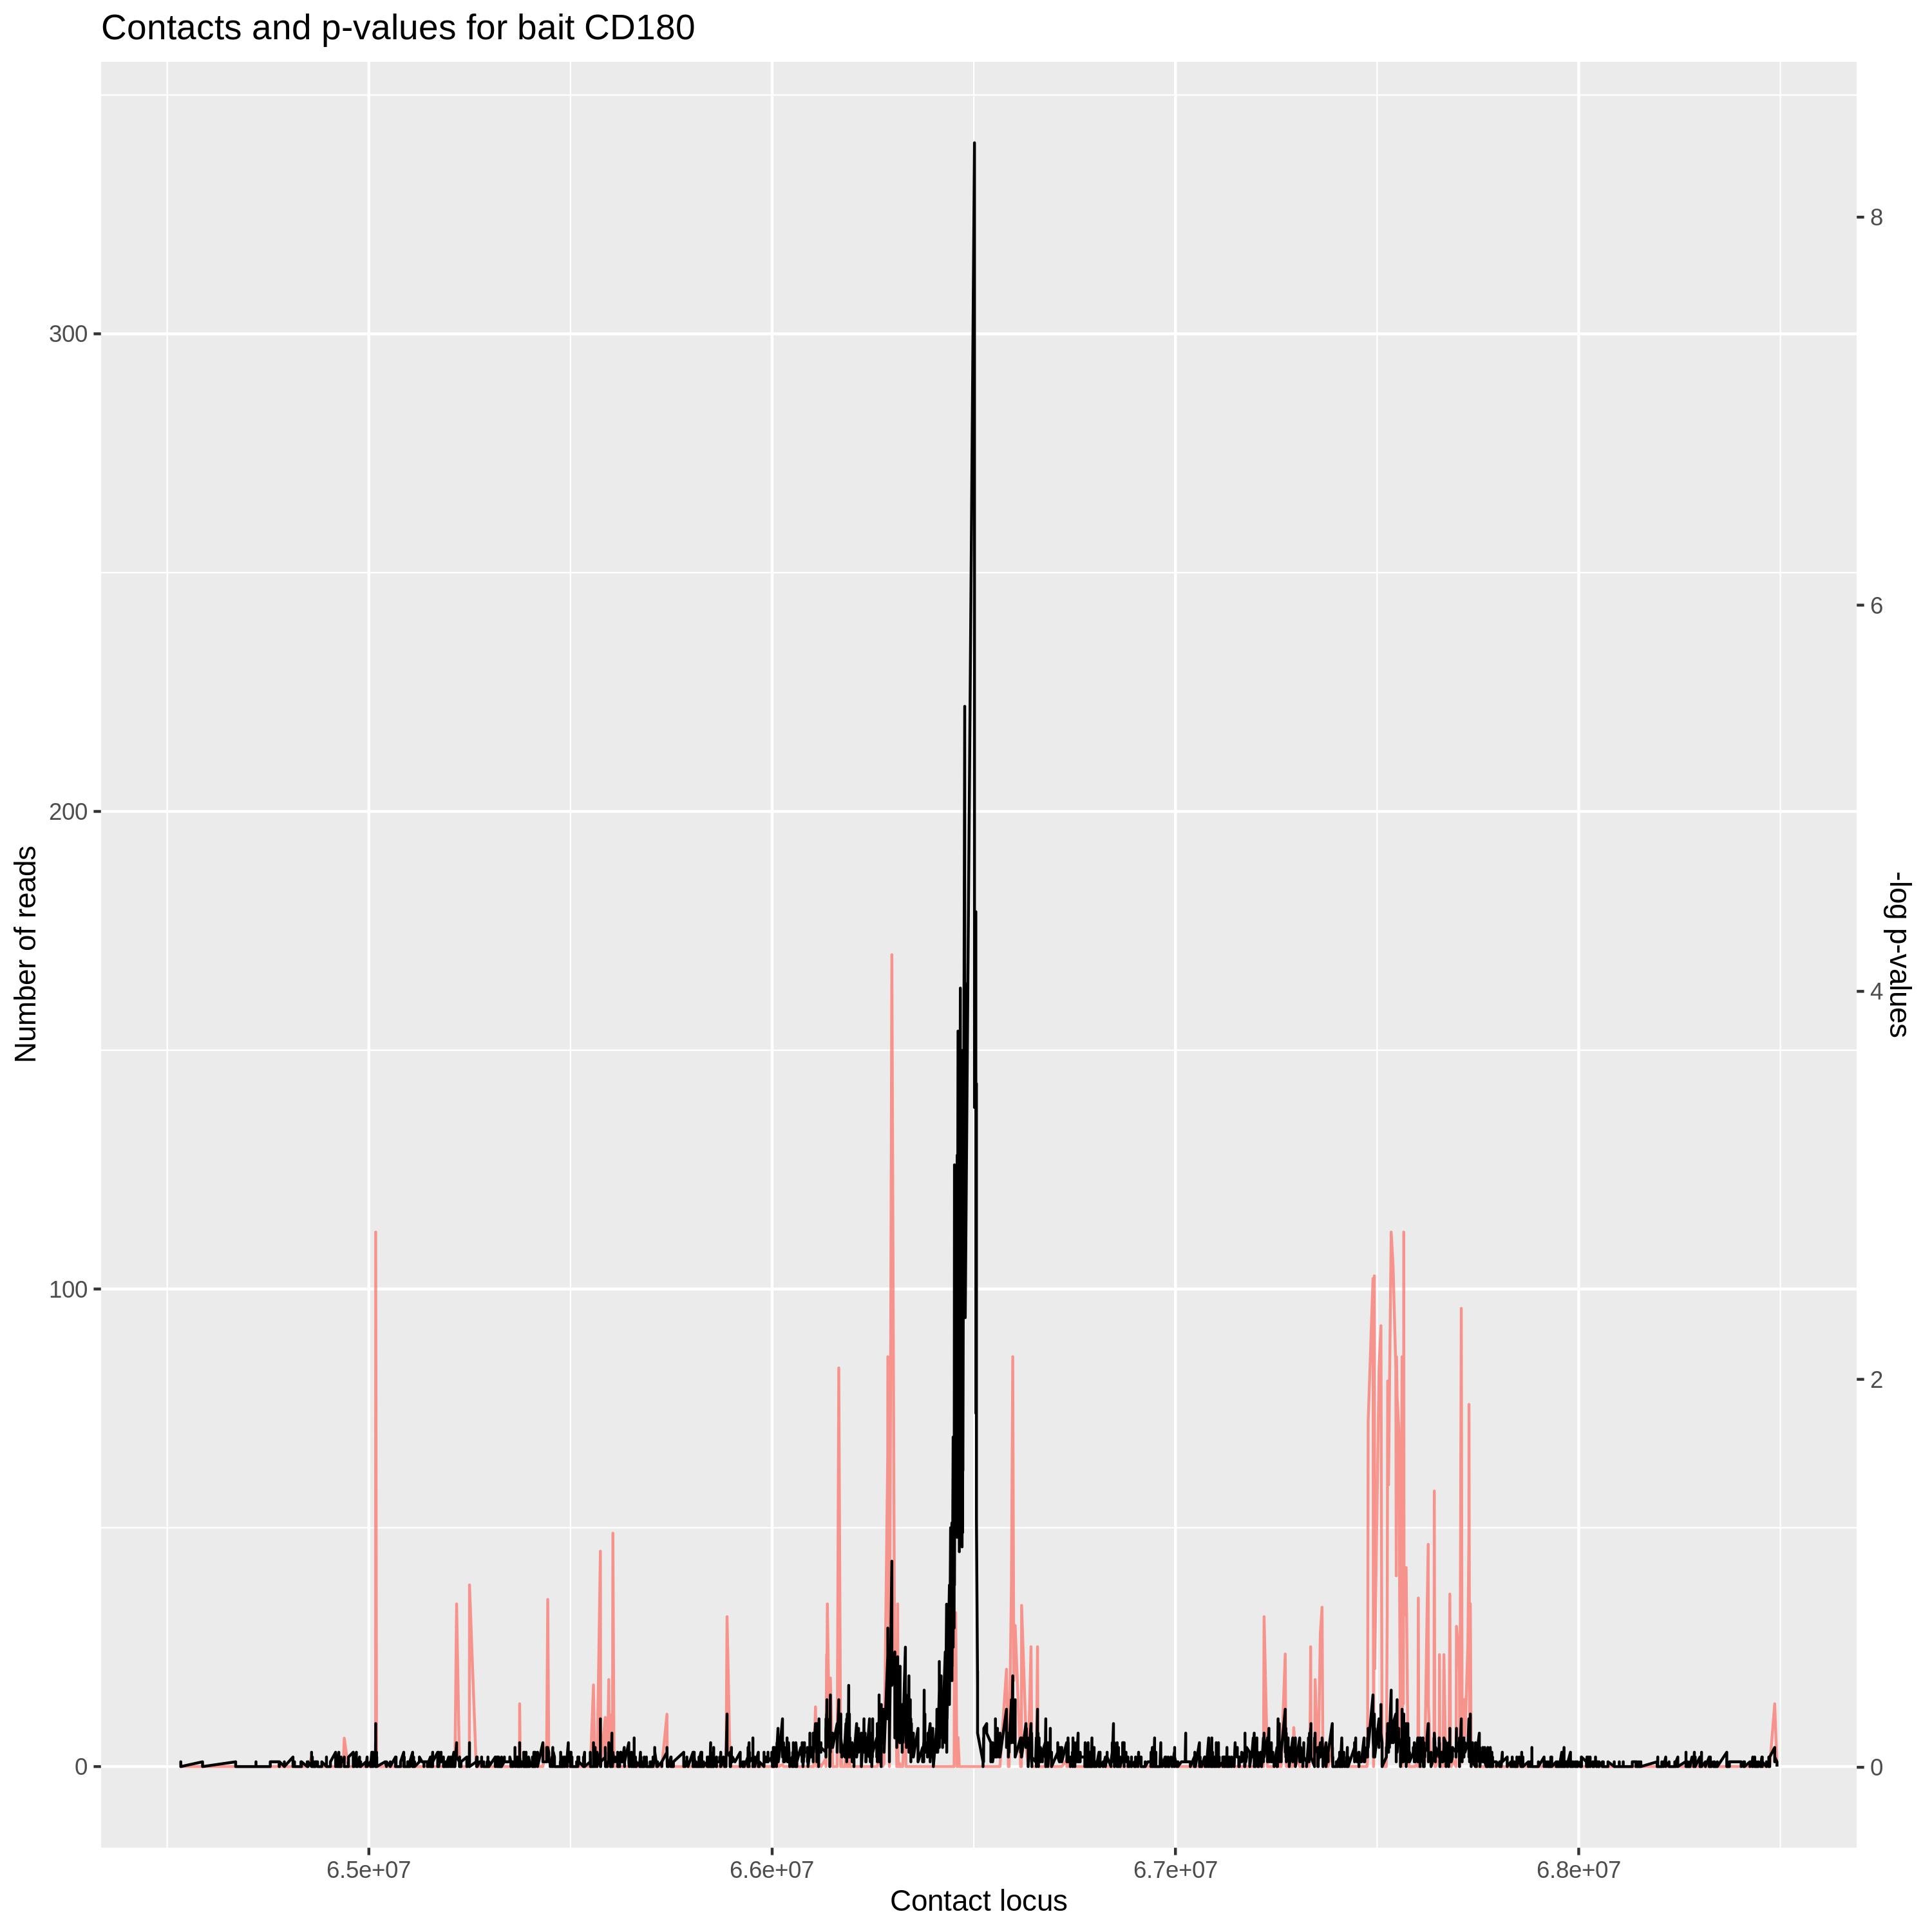 Contacts and p-values for bait CD180
Number of reads
300
200
100
0
8
6
4
2
0
-log p-values
6.5e+07
6.6e+07
6.7e+07
6.8e+07
Contact locus